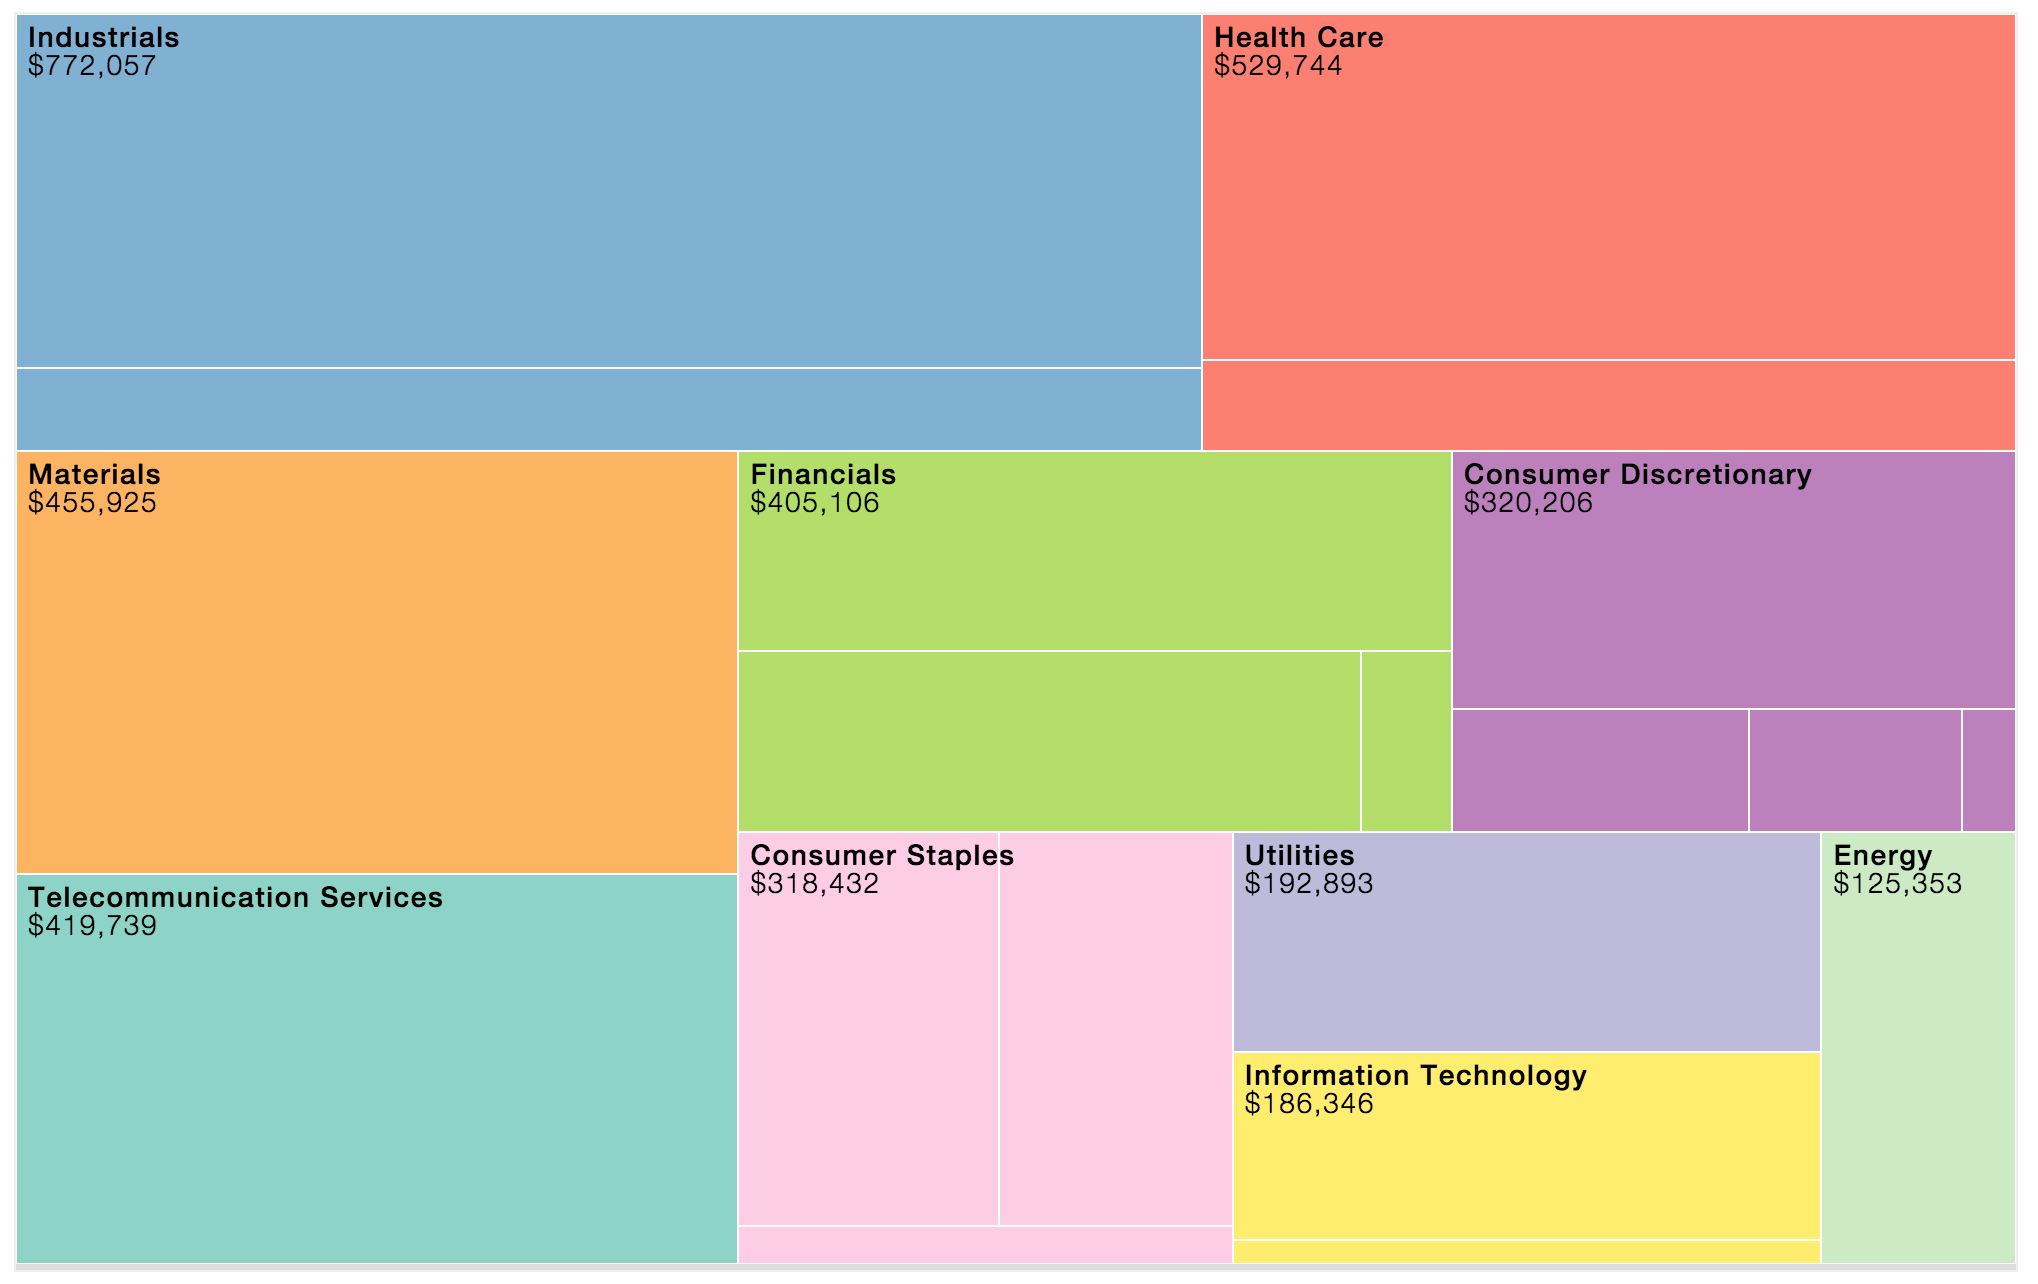 Industrials
$772,057
Health Care
$529,744
Materials
$455,925
Financials
$405,106
Consumer Discretionary
$320,206
Telecommunication Services
$419,739
Consumer Staples
$318,432
Utilities
$192,893
Energy
$125,353
Information Technology
$186,346